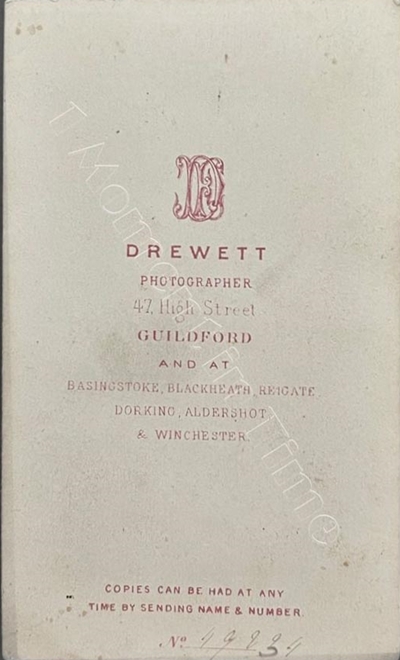 DREWETT
PHOTOGRAPHER
47, High Street
GUILDFORD
AND AT
BASINGSTOKE, BLACKHEATH, REIGATE,
DORKING, ALDERSHOT,
& WINCHESTER.
COPIES CAN BE HAD AT ANY
TIME BY SENDING NAME & NUMBER.
No